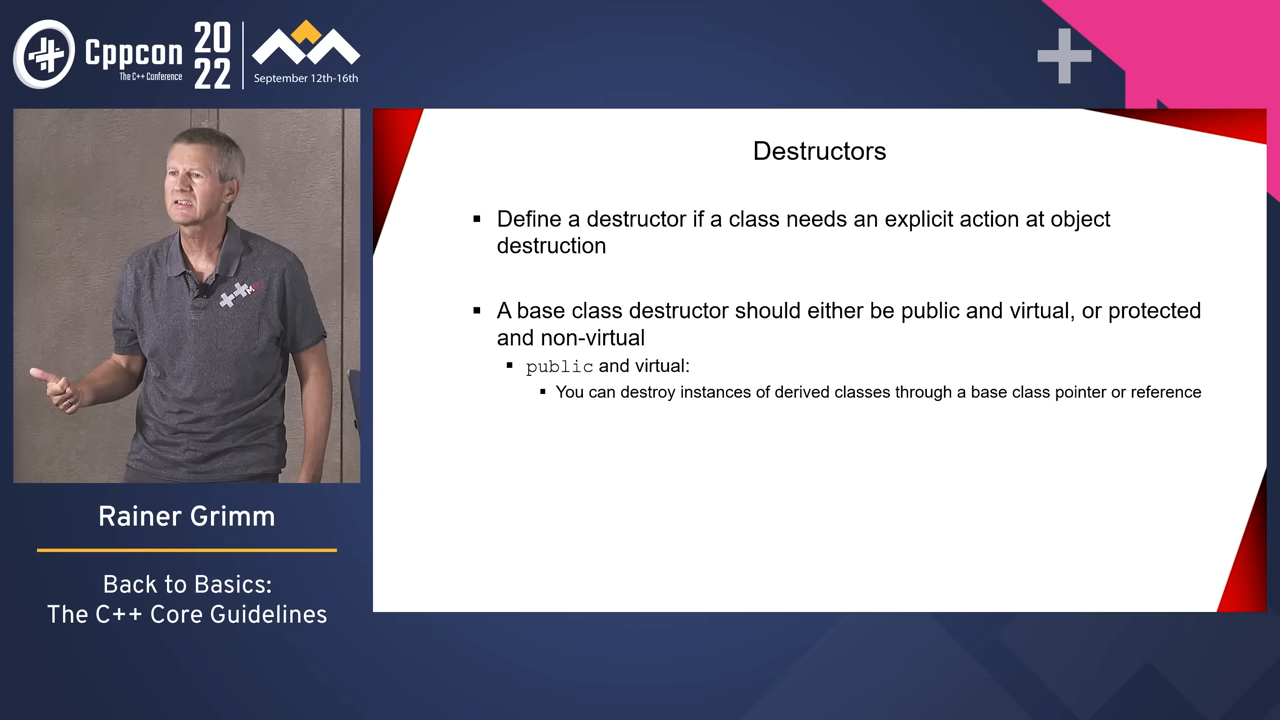 Cppcon
The C++ Conference
20
22
September 12th-16th
Destructors
▪ Define a destructor if a class needs an explicit action at object
destruction
▪ A base class destructor should either be public and virtual, or protected
and non-virtual
▪ public and virtual:
▪ You can destroy instances of derived classes through a base class pointer or reference
Rainer Grimm
Back to Basics:
The C++ Core Guidelines